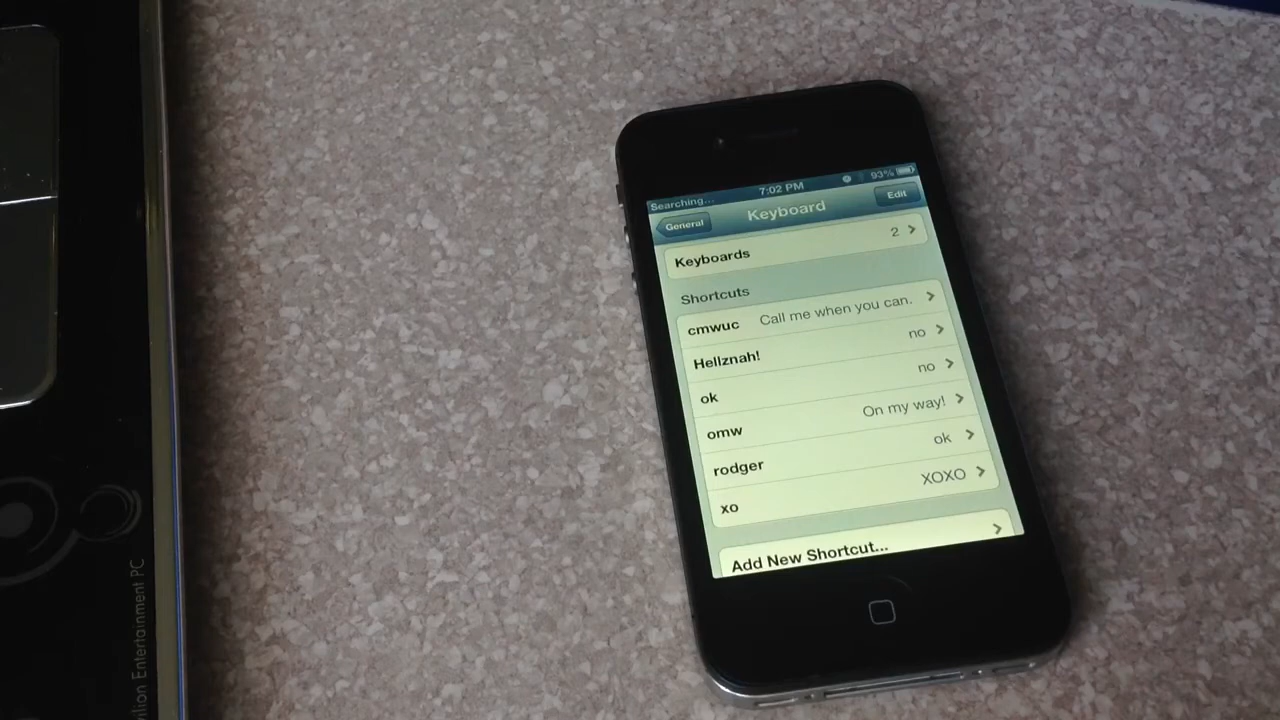 Searching... 7:02 PM 93%
General Keyboard Edit
Keyboards 2
Shortcuts
cmwuc Call me when you can.
Hellznah! no
ok no
omw On my way!
rodger ok
xo XOXO
Add New Shortcut...
Entertainment PC